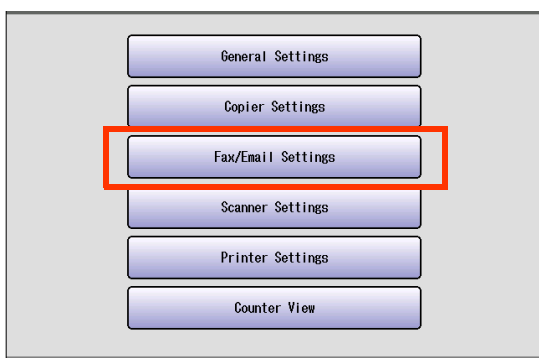 General Settings
Copier Settings
Fax/Email Settings
Scanner Settings
Printer Settings
Counter View